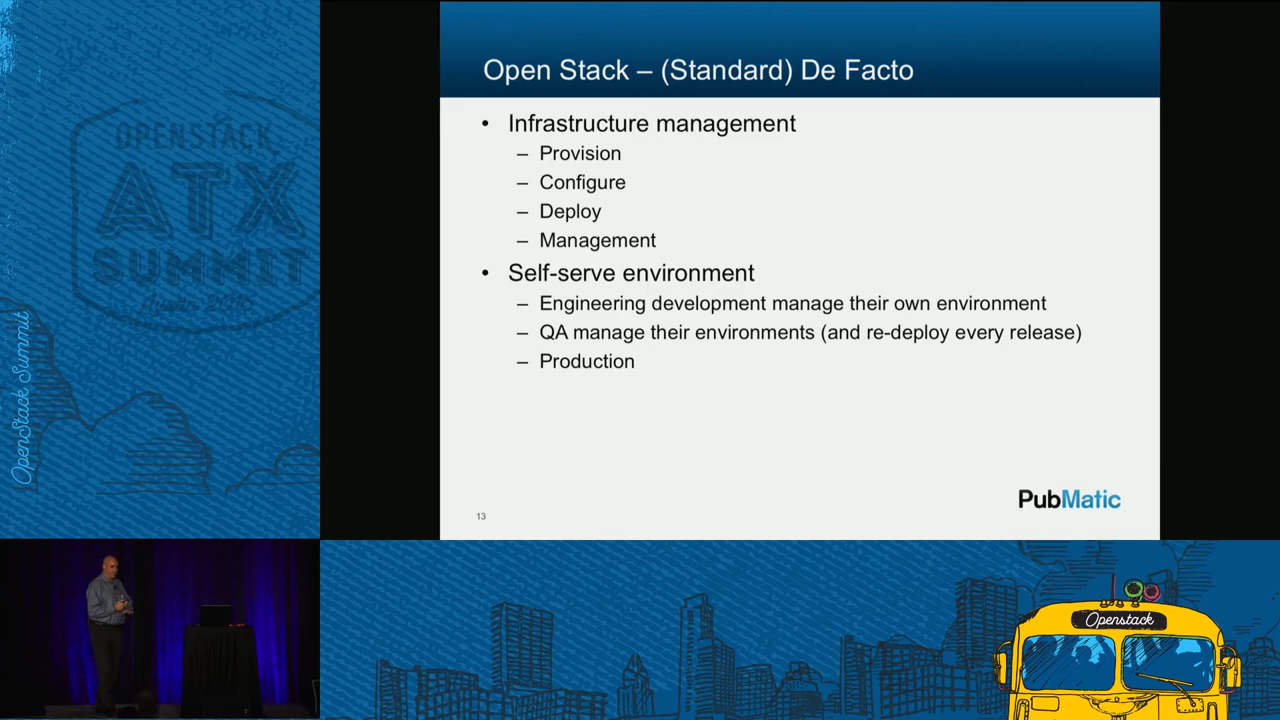 OPENSTACK
ATX
SUMMIT
Austin 2016
OpenStack Summit
Open Stack – (Standard) De Facto
• Infrastructure management
– Provision
– Configure
– Deploy
– Management
• Self-serve environment
– Engineering development manage their own environment
– QA manage their environments (and re-deploy every release)
– Production
13
PubMatic
Openstack